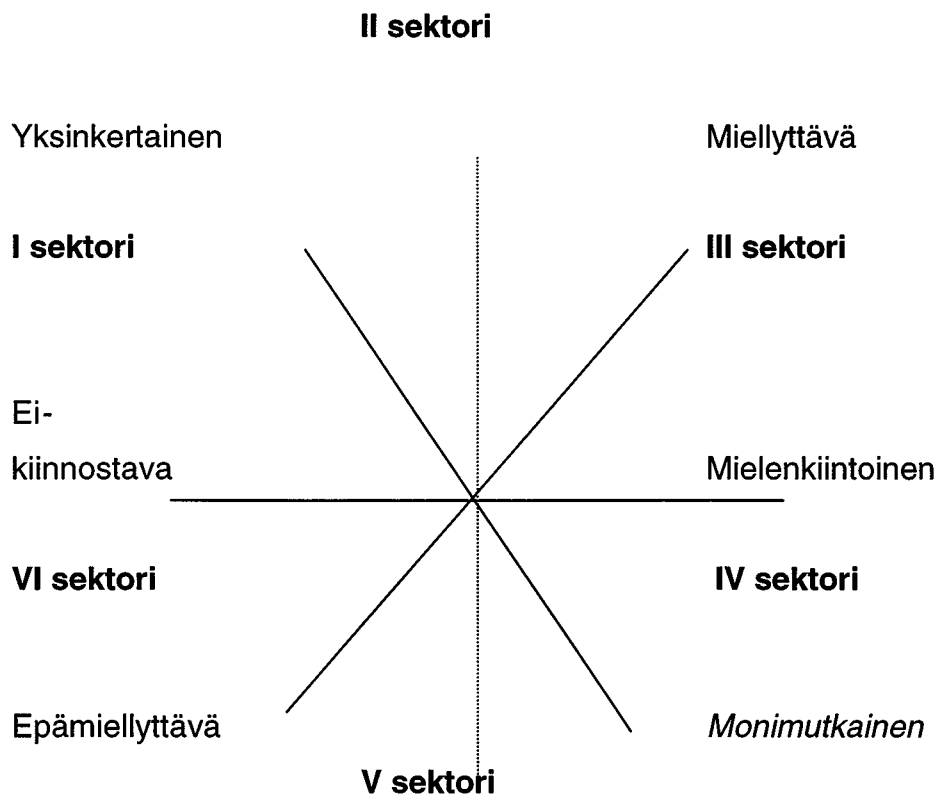 II sektori
Yksinkertainen
Miellyttävä
I sektori
III sektori
Ei-
kiinnostava
Mielenkiintoinen
VI sektori
IV sektori
Epämiellyttävä
Monimutkainen
V sektori